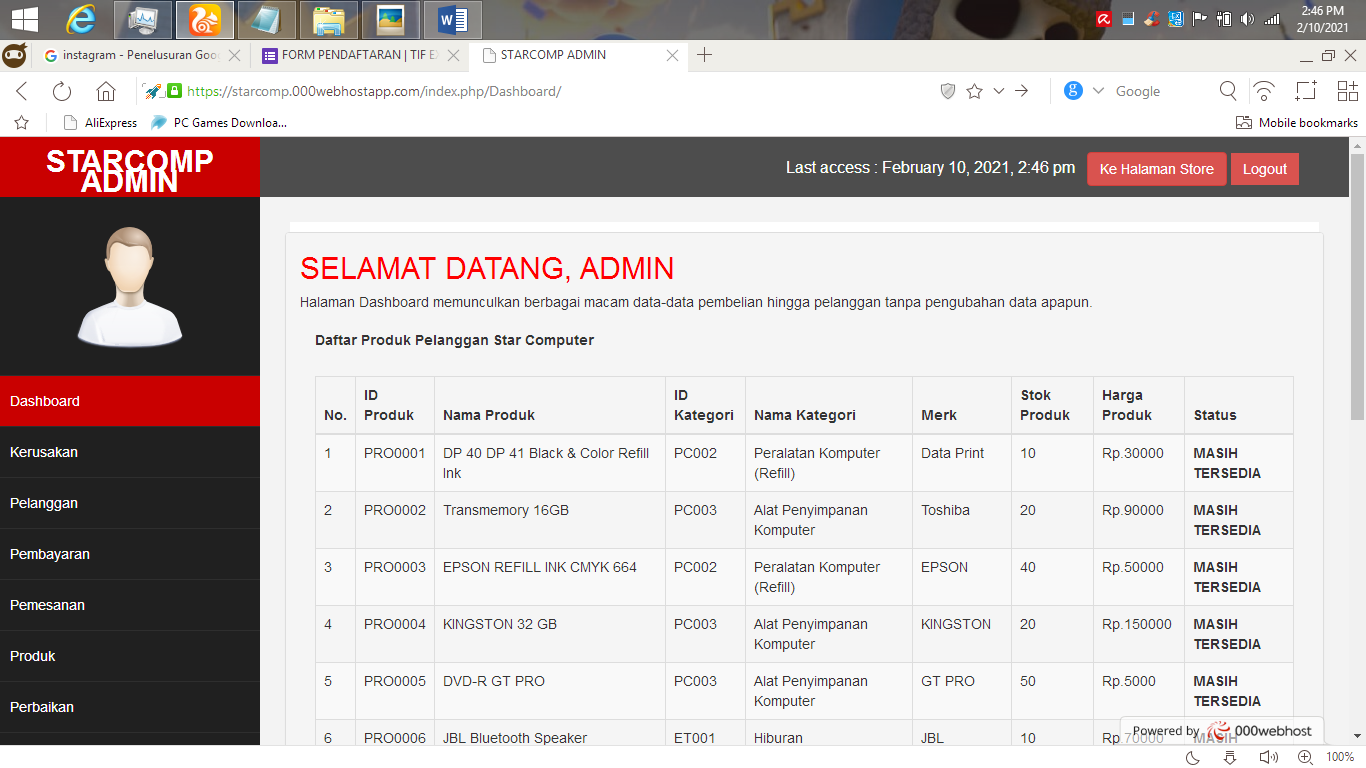 2:46 PM
2/10/2021
instagram - Penelusuran Goo
FORM PENDAFTARAN | TIF E
STARCOMP ADMIN
https://starcomp.000webhostapp.com/index.php/Dashboard/
Google
AliExpress
PC Games Downloa...
Mobile bookmarks
STARCOMP
ADMIN
Last access : February 10, 2021, 2:46 pm
Ke Halaman Store
Logout
Dashboard
Kerusakan
Pelanggan
Pembayaran
Pemesanan
Produk
Perbaikan
SELAMAT DATANG, ADMIN
Halaman Dashboard memunculkan berbagai macam data-data pembelian hingga pelanggan tanpa pengubahan data apapun.
Daftar Produk Pelanggan Star Computer
No. ID Produk Nama Produk ID Kategori Nama Kategori Merk Stok Produk Harga Produk Status
1 PRO0001 DP 40 DP 41 Black & Color Refill Ink PC002 Peralatan Komputer (Refill) Data Print 10 Rp.30000 MASIH TERSEDIA
2 PRO0002 Transmemory 16GB PC003 Alat Penyimpanan Komputer Toshiba 20 Rp.90000 MASIH TERSEDIA
3 PRO0003 EPSON REFILL INK CMYK 664 PC002 Peralatan Komputer (Refill) EPSON 40 Rp.50000 MASIH TERSEDIA
4 PRO0004 KINGSTON 32 GB PC003 Alat Penyimpanan Komputer KINGSTON 20 Rp.150000 MASIH TERSEDIA
5 PRO0005 DVD-R GT PRO PC003 Alat Penyimpanan Komputer GT PRO 50 Rp.5000 MASIH TERSEDIA
6 PRO0006 JBL Bluetooth Speaker ET001 Hiburan JBL 10 Rp.70000 MASIH
Powered by 000webhost
100%